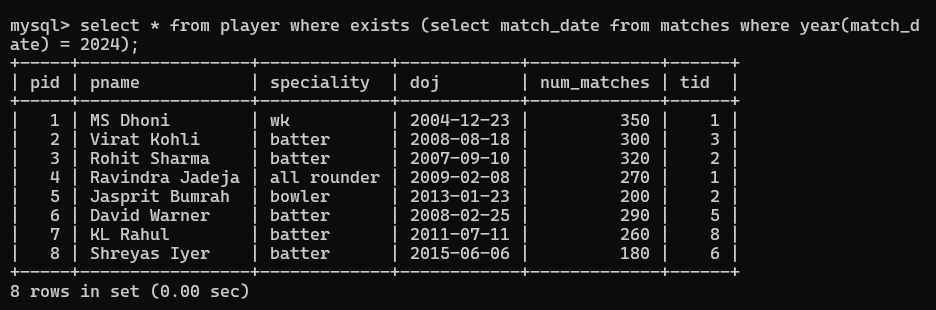 mysql> select * from player where exists (select match_date from matches where year(match_d
ate) = 2024);
+-----+-----------------+-------------+------------+-------------+------+
| pid | pname           | speciality  | doj        | num_matches | tid  |
+-----+-----------------+-------------+------------+-------------+------+
|   1 | MS Dhoni        | wk          | 2004-12-23 |         350 |    1 |
|   2 | Virat Kohli     | batter      | 2008-08-18 |         300 |    3 |
|   3 | Rohit Sharma    | batter      | 2007-09-10 |         320 |    2 |
|   4 | Ravindra Jadeja | all rounder | 2009-02-08 |         270 |    1 |
|   5 | Jasprit Bumrah  | bowler      | 2013-01-23 |         200 |    2 |
|   6 | David Warner    | batter      | 2008-02-25 |         290 |    5 |
|   7 | KL Rahul        | batter      | 2011-07-11 |         260 |    8 |
|   8 | Shreyas Iyer    | batter      | 2015-06-06 |         180 |    6 |
+-----+-----------------+-------------+------------+-------------+------+
8 rows in set (0.00 sec)